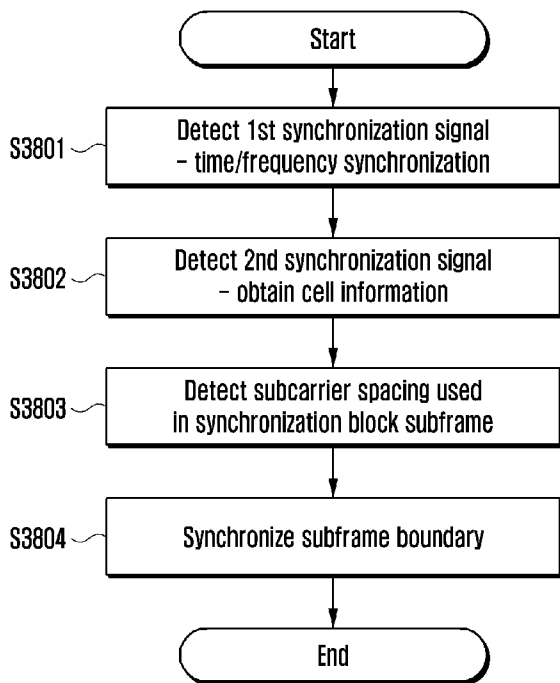 Start
S3801
Detect 1st synchronization signal
– time/frequency synchronization
S3802
Detect 2nd synchronization signal
– obtain cell information
S3803
Detect subcarrier spacing used
in synchronization block subframe
S3804
Synchronize subframe boundary
End